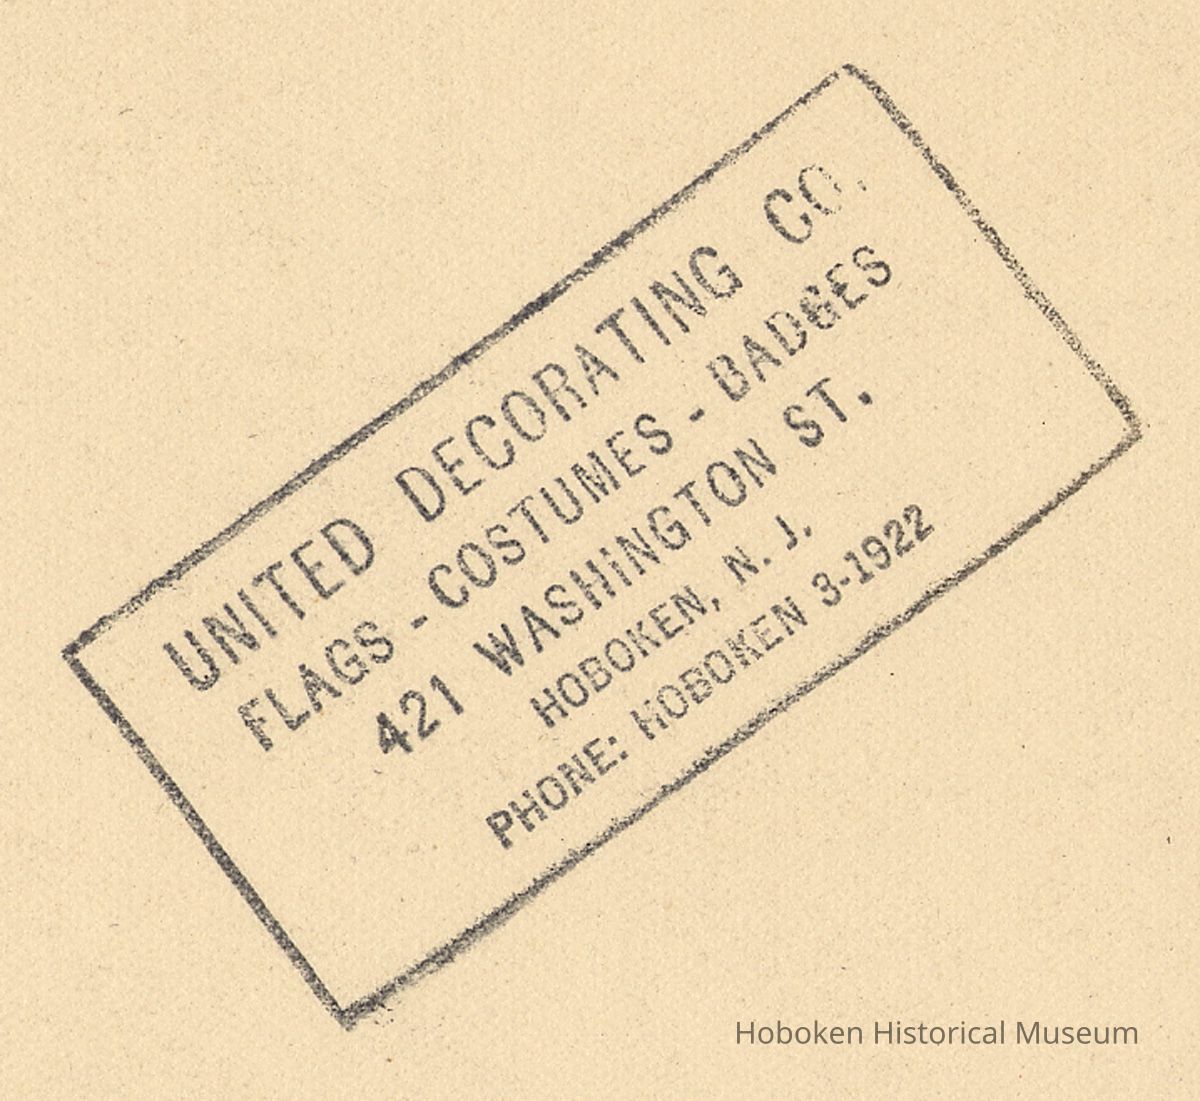 UNITED DECORATING CO.
FLAGS - COSTUMES - BADGES
421 WASHiNGTON ST.
HOBOKEN, N. J.
PHONE: HOBOKEN 3-1922
Hoboken Historical Museum